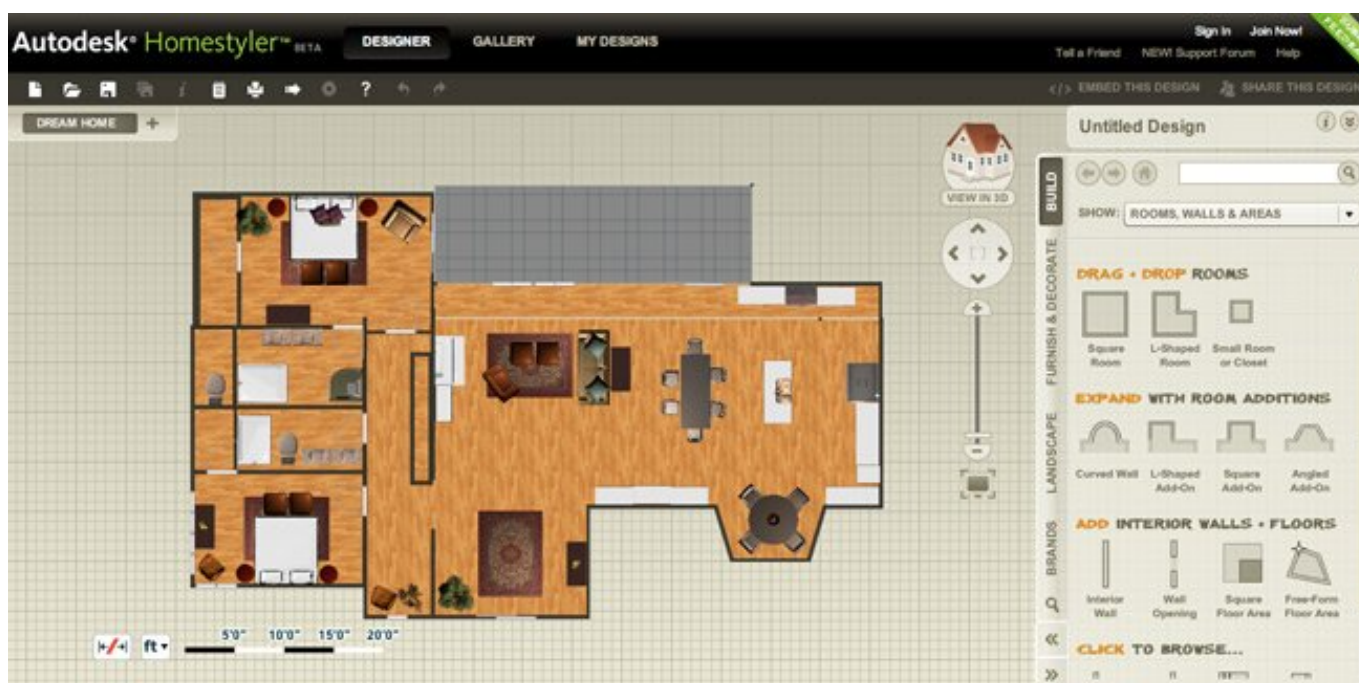 Autodesk® Homestyler™ BETA
DESIGNER GALLERY MY DESIGNS
Sign In Join Now!
Tell a Friend NEW! Support Forum Help
</> EMBED THIS DESIGN SHARE THIS DESIGN
DREAM HOME +
VIEW IN 3D
Untitled Design
BUILD
FURNISH & DECORATE
LANDSCAPE
BRANDS
SHOW: ROOMS, WALLS & AREAS
DRAG + DROP ROOMS
Square Room
L-Shaped Room
Small Room or Closet
EXPAND WITH ROOM ADDITIONS
Curved Wall
L-Shaped Add-On
Square Add-On
Angled Add-On
ADD INTERIOR WALLS + FLOORS
Interior Wall
Wall Opening
Square Floor Area
Free-Form Floor Area
CLICK TO BROWSE...
ft
5'0" 10'0" 15'0" 20'0"